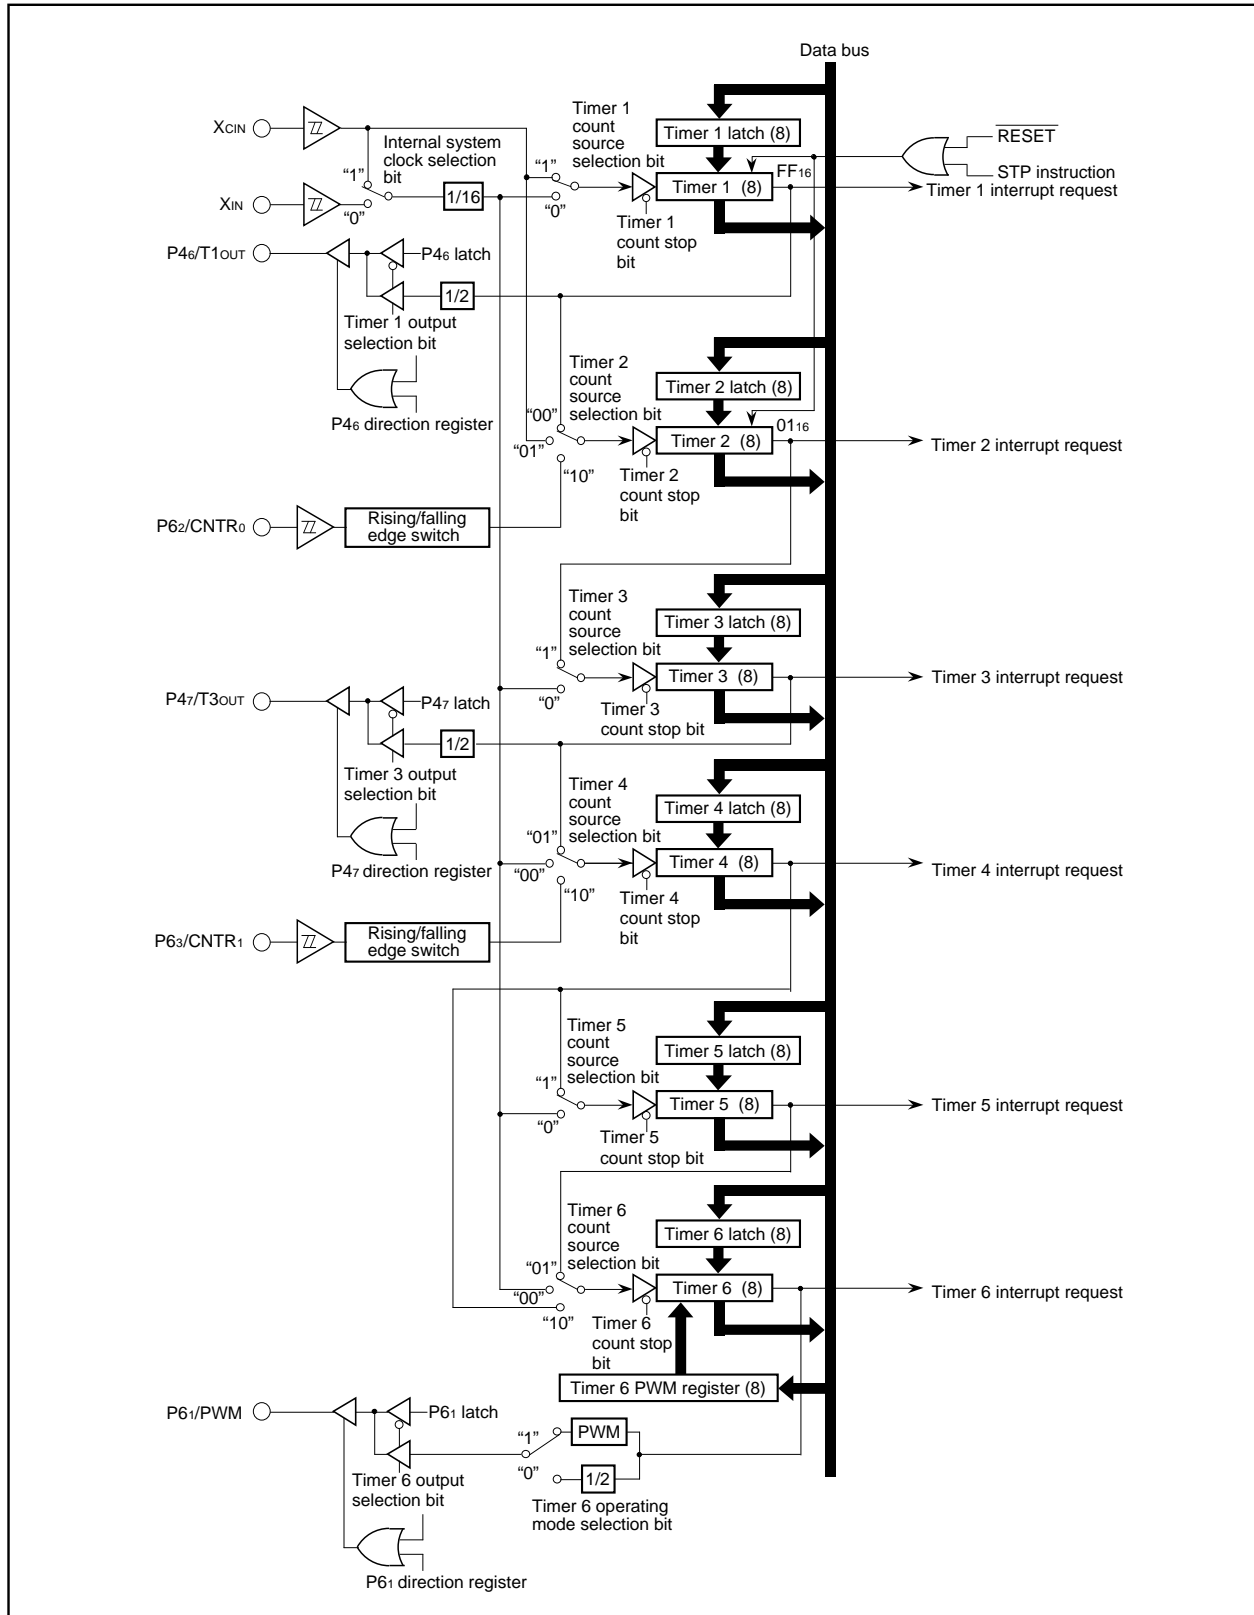 Data bus
XCIN
Internal system
clock selection
bit
"1"
"0"
XIN
1/16
Timer 1
count
source
selection bit
"1"
"0"
Timer 1 latch (8)
Timer 1 (8)
FF16
RESET
STP instruction
Timer 1 interrupt request
Timer 1
count stop
bit
P46/T1OUT
P46 latch
1/2
Timer 1 output
selection bit
P46 direction register
Timer 2
count
source
selection bit
"00"
"01"
"10"
Timer 2 latch (8)
Timer 2 (8)
0116
Timer 2 interrupt request
Timer 2
count stop
bit
P62/CNTR0
Rising/falling
edge switch
Timer 3
count
source
selection bit
"1"
"0"
Timer 3 latch (8)
Timer 3 (8)
Timer 3 interrupt request
Timer 3
count stop bit
P47/T3OUT
P47 latch
1/2
Timer 3 output
selection bit
P47 direction register
Timer 4
count
source
selection bit
"01"
"00"
"10"
Timer 4 latch (8)
Timer 4 (8)
Timer 4 interrupt request
Timer 4
count stop
bit
P63/CNTR1
Rising/falling
edge switch
Timer 5
count
source
selection bit
"1"
"0"
Timer 5 latch (8)
Timer 5 (8)
Timer 5 interrupt request
Timer 5
count stop bit
Timer 6
count
source
selection bit
"01"
"00"
"10"
Timer 6 latch (8)
Timer 6 (8)
Timer 6 interrupt request
Timer 6
count stop
bit
Timer 6 PWM register (8)
P61/PWM
P61 latch
"1"
PWM
"0"
1/2
Timer 6 output
selection bit
Timer 6 operating
mode selection bit
P61 direction register